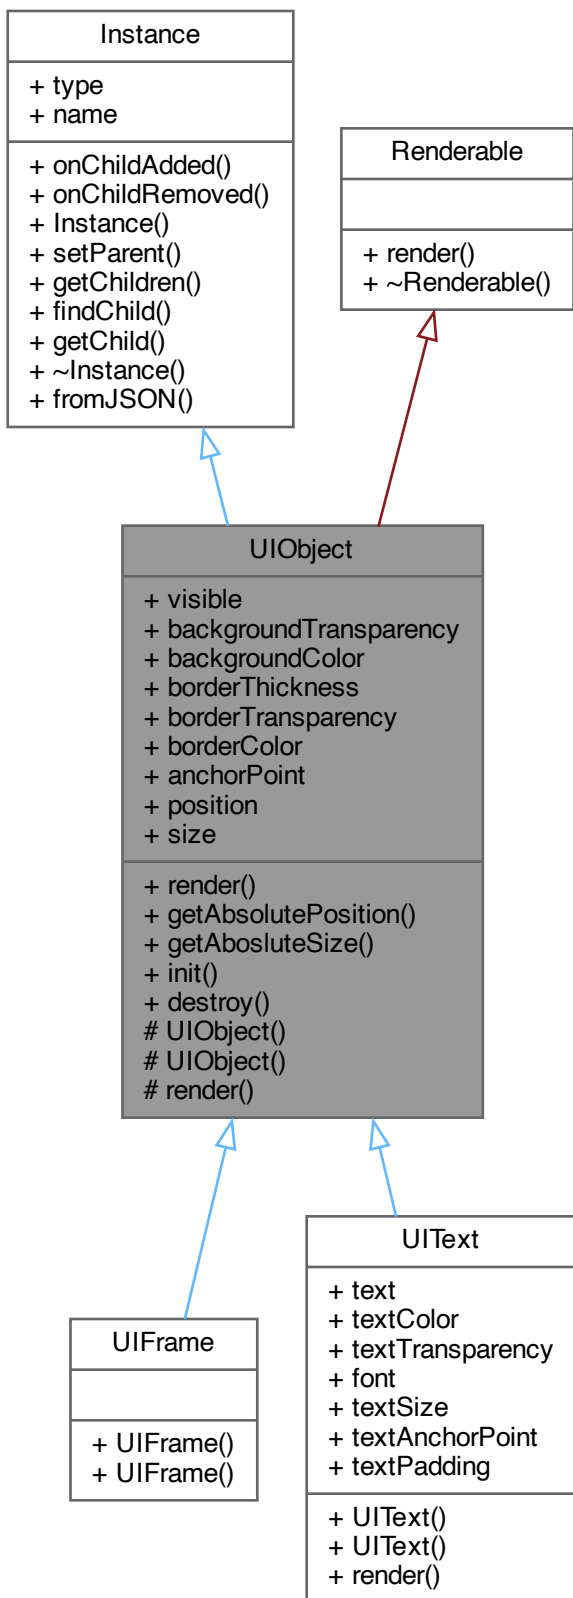 Instance
+ type
+ name
+ onChildAdded()
+ onChildRemoved()
+ Instance()
+ setParent()
+ getChildren()
+ findChild()
+ getChild()
+ ~Instance()
+ fromJSON()
Renderable
+ render()
+ ~Renderable()
UIObject
+ visible
+ backgroundTransparency
+ backgroundColor
+ borderThickness
+ borderTransparency
+ borderColor
+ anchorPoint
+ position
+ size
+ render()
+ getAbsolutePosition()
+ getAbosluteSize()
+ init()
+ destroy()
# UIObject()
# UIObject()
# render()
UIFrame
+ UIFrame()
+ UIFrame()
UIText
+ text
+ textColor
+ textTransparency
+ font
+ textSize
+ textAnchorPoint
+ textPadding
+ UIText()
+ UIText()
+ render()